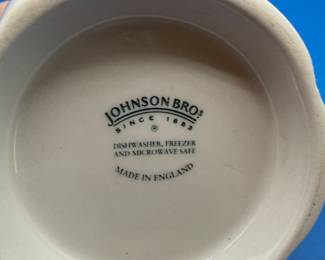 JOHNSON BROS
SINCE 1883
®
DISHWASHER, FREEZER
AND MICROWAVE SAFE
MADE IN ENGLAND